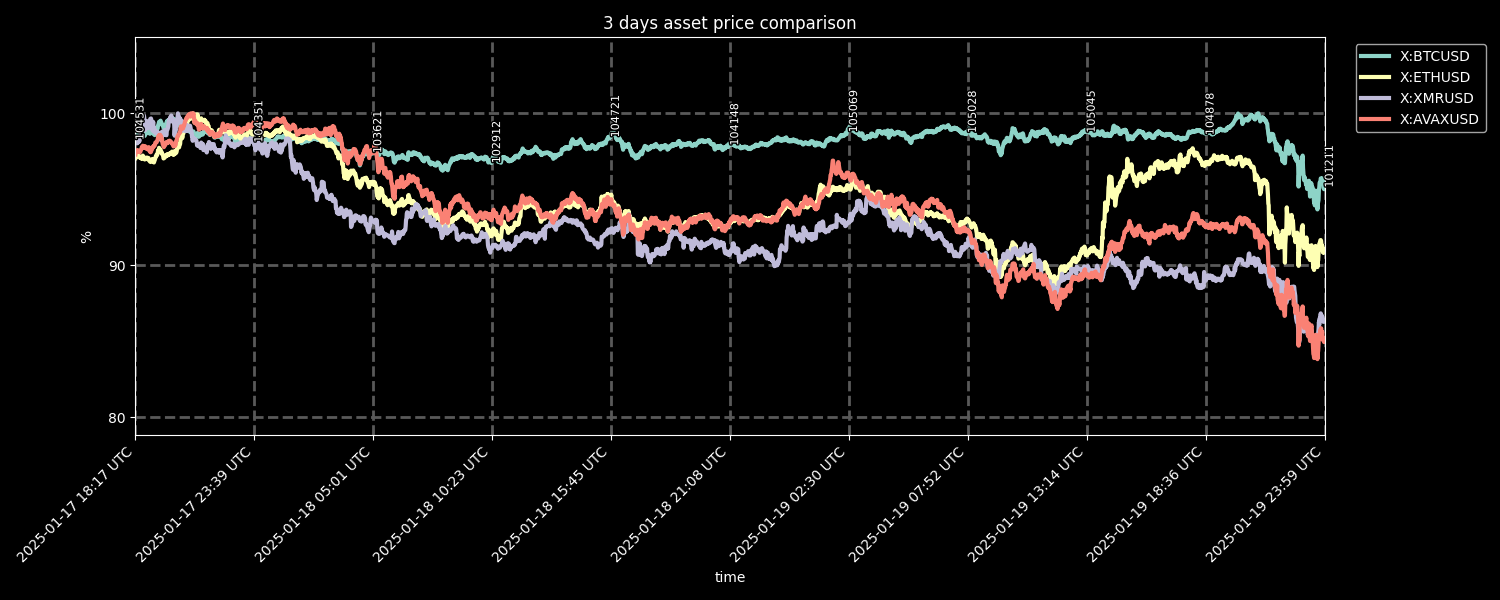 3 days asset price comparison
X:BTCUSD
X:ETHUSD
X:XMRUSD
X:AVAXUSD
%
100
90
80
104531
104351
103621
102912
104721
104148
105069
105028
105045
104878
101211
2025-01-17 18:17 UTC
2025-01-17 23:39 UTC
2025-01-18 05:01 UTC
2025-01-18 10:23 UTC
2025-01-18 15:45 UTC
2025-01-18 21:08 UTC
2025-01-19 02:30 UTC
2025-01-19 07:52 UTC
2025-01-19 13:14 UTC
2025-01-19 18:36 UTC
2025-01-19 23:59 UTC
time